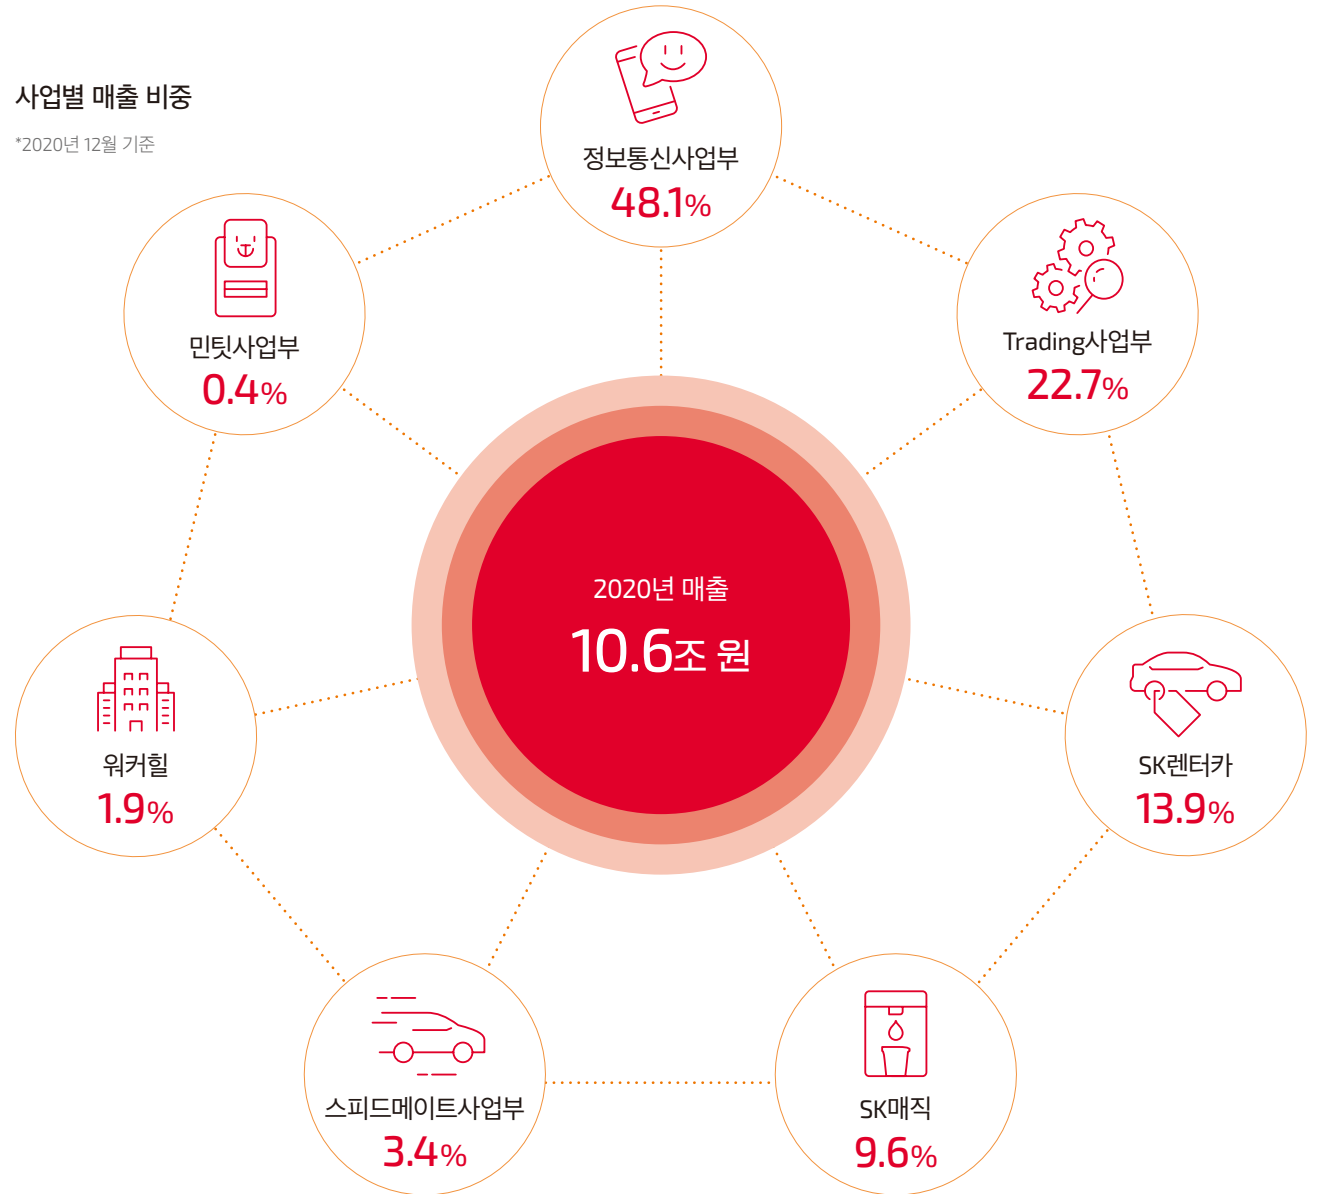 사업별 매출 비중
*2020년 12월 기준
정보통신사업부
48.1%
민팃사업부
0.4%
Trading사업부
22.7%
2020년 매출
10.6조 원
워커힐
1.9%
SK렌터카
13.9%
스피드메이트사업부
3.4%
SK매직
9.6%